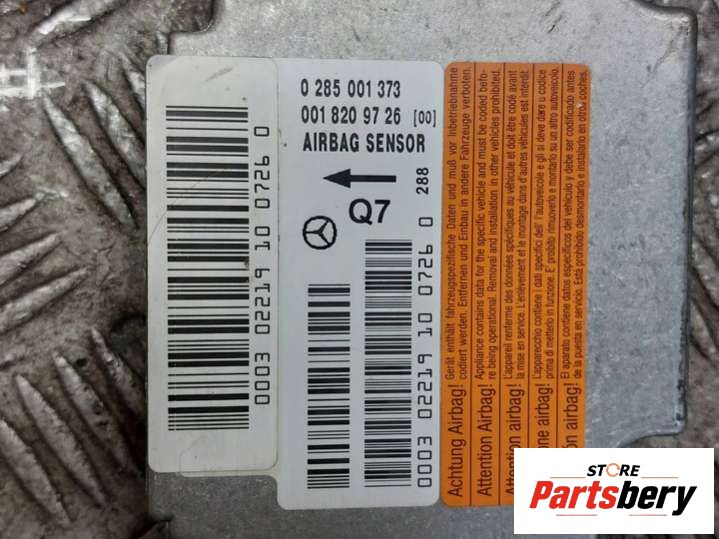 0 285 001 373
001 820 97 26 [00]
AIRBAG SENSOR
288
Q7
0003 02219 10 0726 0
0003 02219 10 0726 0
Achtung Airbag!
Gerät enthält fahrzeugspezifische Daten und muß vor Inbetriebnahme
codiert werden. Entfernen und Einbau in andere Fahrzeuge verboten.
Attention Airbag!
Appliance contains data for the specific vehicle and must be coded befo-
re being operational. Removal and installation in other vehicles prohibited.
Attention airbag!
L'appareil renferme des données spécifiques au véhicule et doit être codé avant
la mise en service. L'enlèvement et le montage dans d'autres véhicules est interdit.
one airbag!
L'apparecchio contiene i dati specifici dell'autoveicolo e gli si deve dare u codice
prima di metterlo in funzione. E' proibito rimuoverlo e montarlo su un altro autoveicolo.
ión airbag!
El aparato contiene datos específicos del vehículo y debe ser codificado antes
de la puesta en servicio. Está prohibido desmontarlo e instalarlo en otros coches.
STORE
Partsbery